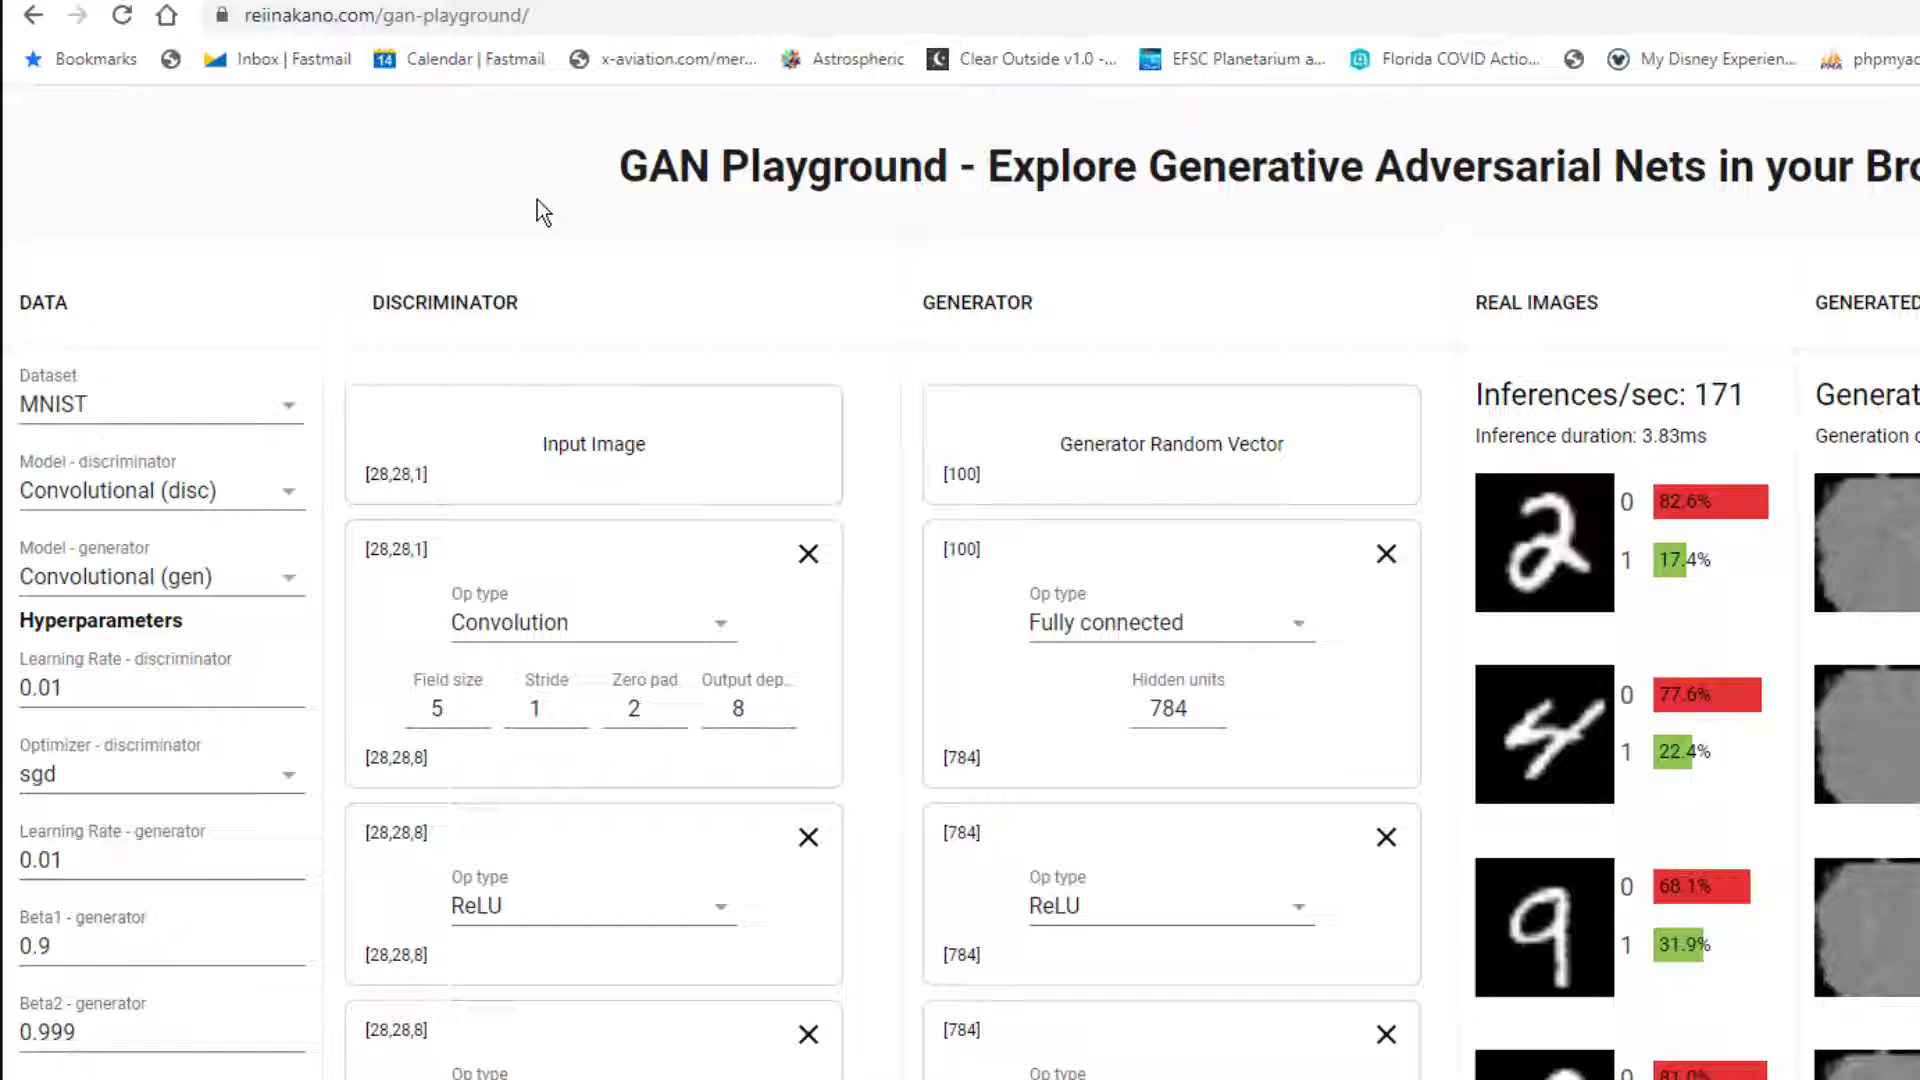 reiinakano.com/gan-playground/
Bookmarks
Inbox | Fastmail
14
Calendar | Fastmail
x-aviation.com/mer...
Astrospheric
Clear Outside v1.0 -...
EFSC Planetarium a...
Florida COVID Actio...
My Disney Experien...
phpmyac
GAN Playground - Explore Generative Adversarial Nets in your Bro
DATA
Dataset
MNIST
Model - discriminator
Convolutional (disc)
Model - generator
Convolutional (gen)
Hyperparameters
Learning Rate - discriminator
0.01
Optimizer - discriminator
sgd
Learning Rate - generator
0.01
Beta1 - generator
0.9
Beta2 - generator
0.999
DISCRIMINATOR
Input Image
[28,28,1]
[28,28,1]
Op type
Convolution
Field size Stride Zero pad Output dep...
5 1 2 8
[28,28,8]
[28,28,8]
Op type
ReLU
[28,28,8]
[28,28,8]
Op type
GENERATOR
Generator Random Vector
[100]
[100]
Op type
Fully connected
Hidden units
784
[784]
[784]
Op type
ReLU
[784]
[784]
Op type
REAL IMAGES
Inferences/sec: 171
Inference duration: 3.83ms
2
0 82.6%
1 17.4%
4
0 77.6%
1 22.4%
9
0 68.1%
1 31.9%
0 81.0%
GENERATED
Generat
Generation